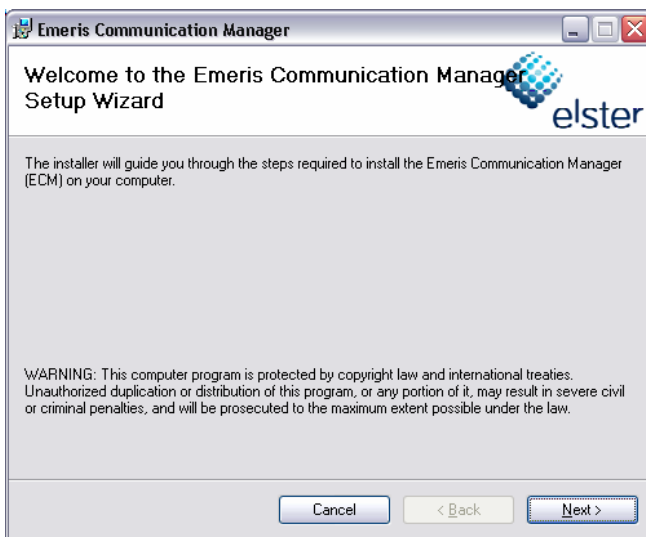 Emeris Communication Manager
Welcome to the Emeris Communication Manager
Setup Wizard
elster
The installer will guide you through the steps required to install the Emeris Communication Manager
(ECM) on your computer.
WARNING: This computer program is protected by copyright law and international treaties.
Unauthorized duplication or distribution of this program, or any portion of it, may result in severe civil
or criminal penalties, and will be prosecuted to the maximum extent possible under the law.
Cancel
< Back
Next >